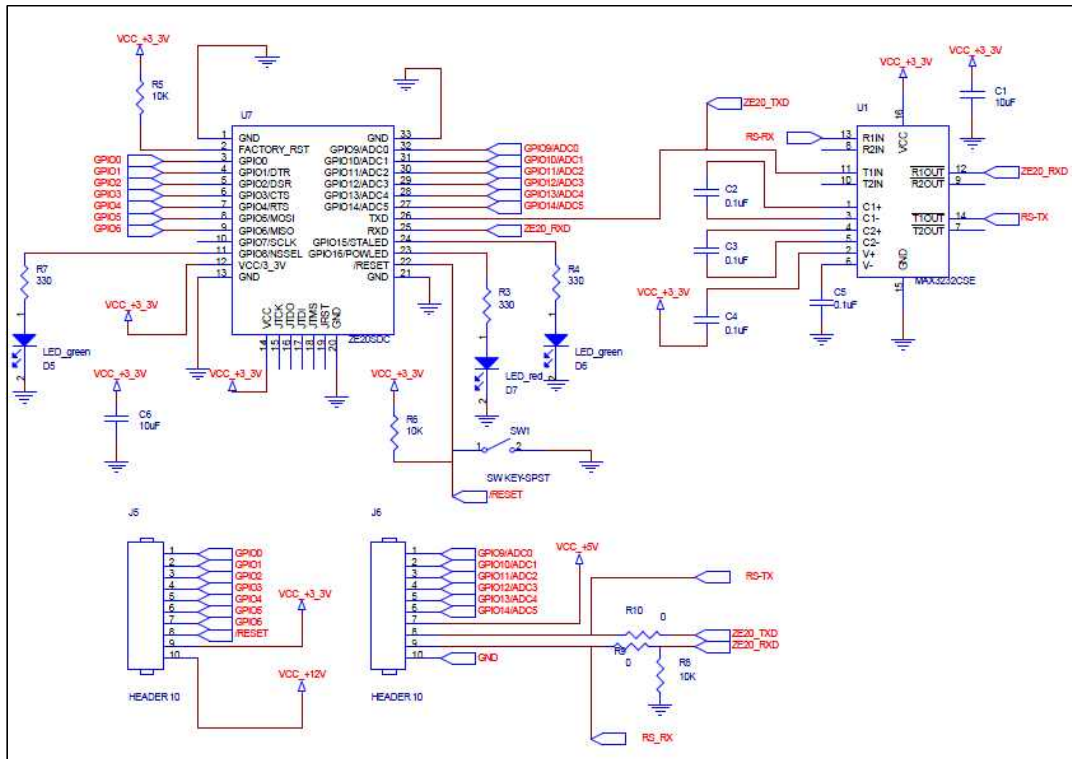 VCC_+3_3V
R5
10K
U7
1 GND
2 FACTORY_RST
3 GPIO0
4 GPIO1/DTR
5 GPIO2/DSR
6 GPIO3/CTS
7 GPIO4/RTS
8 GPIO5/MOSI
9 GPIO6/MISO
10 GPIO7/SCLK
11 GPIO8/NSSEL
12 VCC/3_3V
13 GND
GPIO0
GPIO1
GPIO2
GPIO3
GPIO4
GPIO5
GPIO6
GND 33
GPIO9/ADC0 32
GPIO10/ADC1 31
GPIO11/ADC2 30
GPIO12/ADC3 29
GPIO13/ADC4 28
GPIO14/ADC5 27
TXD 26
RXD 25
GPIO15/STALED 24
GPIO16/POWLED 23
/RESET 22
GND 21
GPIO9/ADC0
GPIO10/ADC1
GPIO11/ADC2
GPIO12/ADC3
GPIO13/ADC4
GPIO14/ADC5
ZE20_RXD
VCC JTCK JTDO JTDI JTMS JRST GND
14 15 16 17 18 19 20
ZE20SDC
R7
330
1
LED_green
D5
2
VCC_+3_3V
VCC_+3_3V
VCC_+3_3V
C6
10uF
VCC_+3_3V
R6
10K
R3
330
1
LED_red
D7
2
R4
330
1
LED_green
D6
2
SW1
1 2
SW KEY-SPST
/RESET
ZE20_TXD
C2
0.1uF
C3
0.1uF
VCC_+3_3V
C4
0.1uF
C5
0.1uF
VCC_+3_3V
VCC_+3_3V
C1
10uF
U1
16
VCC
RS-RX
13 R1IN
8 R2IN
11 T1IN
10 T2IN
1 C1+
3 C1-
4 C2+
5 C2-
2 V+
6 V-
R1OUT 12
R2OUT 9
T1OUT 14
T2OUT 7
ZE20_RXD
RS-TX
GND
15
MAX3232CSE
J5
1 GPIO0
2 GPIO1
3 GPIO2
4 GPIO3
5 GPIO4
6 GPIO5
7 GPIO6
8 /RESET
9
10
VCC_+3_3V
VCC_+12V
HEADER 10
J6
1 GPIO9/ADC0
2 GPIO10/ADC1
3 GPIO11/ADC2
4 GPIO12/ADC3
5 GPIO13/ADC4
6 GPIO14/ADC5
7
8
9
10 GND
HEADER 10
VCC_+5V
RS-TX
R10
0
ZE20_TXD
ZE20_RXD
R9
0
R8
10K
RS_RX